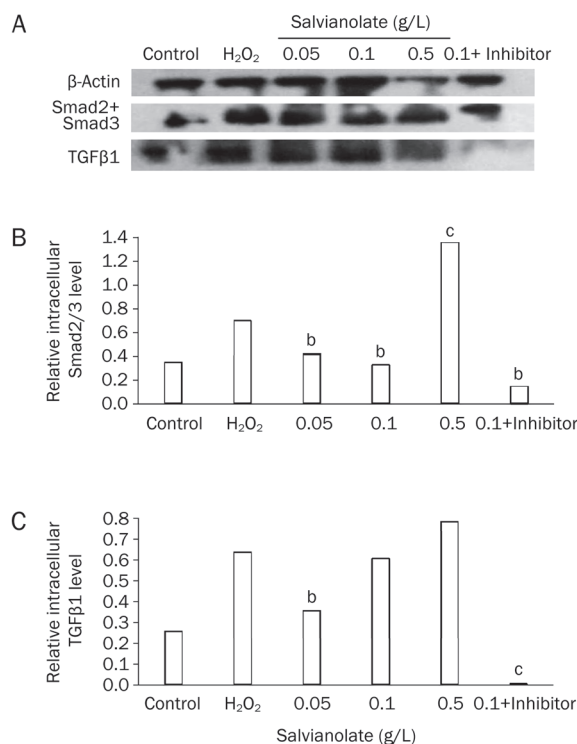 A
Salvianolate (g/L)
Control H₂O₂ 0.05 0.1 0.5 0.1+ Inhibitor
β-Actin
Smad2+
Smad3
TGFβ1
B
Relative intracellular
Smad2/3 level
1.4
1.2
1.0
0.8
0.6
0.4
0.2
0.0
b
b
c
b
Control H₂O₂ 0.05 0.1 0.5 0.1+Inhibitor
C
Relative intracellular
TGFβ1 level
0.8
0.7
0.6
0.5
0.4
0.3
0.2
0.1
0.0
b
c
Control H₂O₂ 0.05 0.1 0.5 0.1+Inhibitor
Salvianolate (g/L)